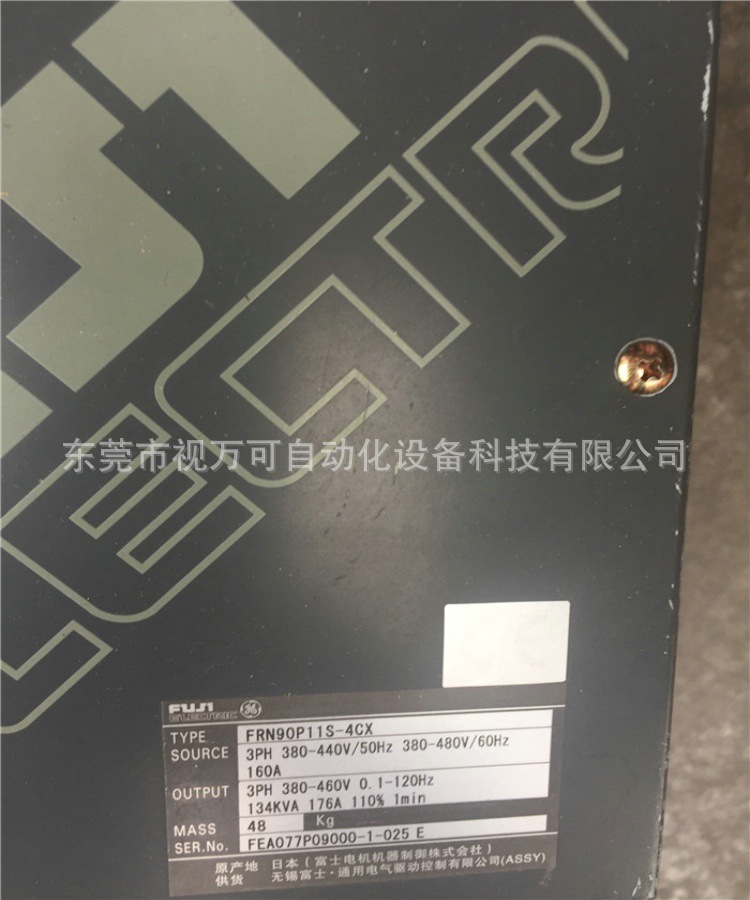 ECTR
东莞市视万可自动化设备科技有限公司
FUJI ELECTRIC GE
TYPE FRN90P11S-4CX
SOURCE 3PH 380-440V/50Hz 380-480V/60Hz
160A
OUTPUT 3PH 380-460V 0.1-120Hz
134KVA 176A 110% 1min
MASS 48 Kg
SER.No. FEA077P09000-1-025 E
原产地 日本(富士电机机器制御株式会社)
供货 无锡富士·通用电气驱动控制有限公司(ASSY)